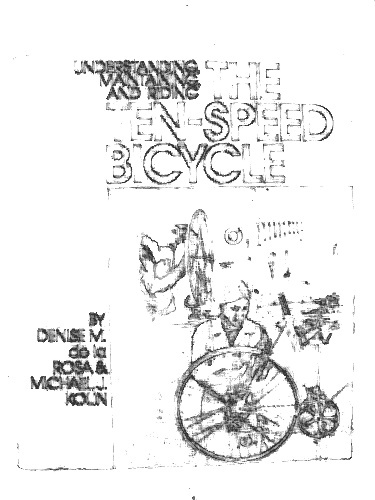 UNDERSTANDING,
MAINTAINING,
AND RIDING
THE
TEN-SPEED
BICYCLE
BY
DENISE M.
de la
ROSA &
MICHAEL J.
KOLIN